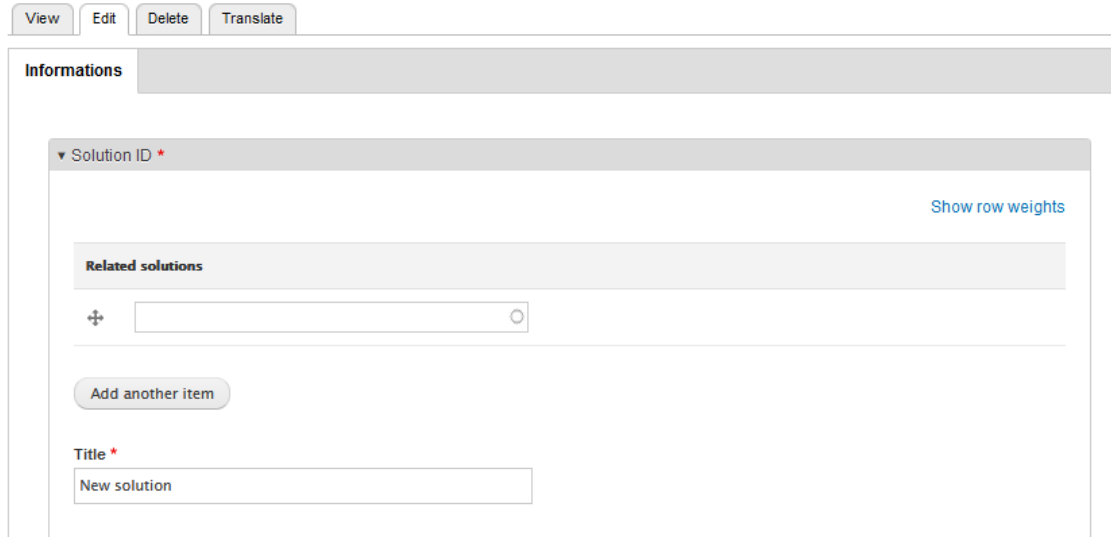 View Edit Delete Translate
Informations
Solution ID *
Show row weights
Related solutions
Add another item
Title *
New solution